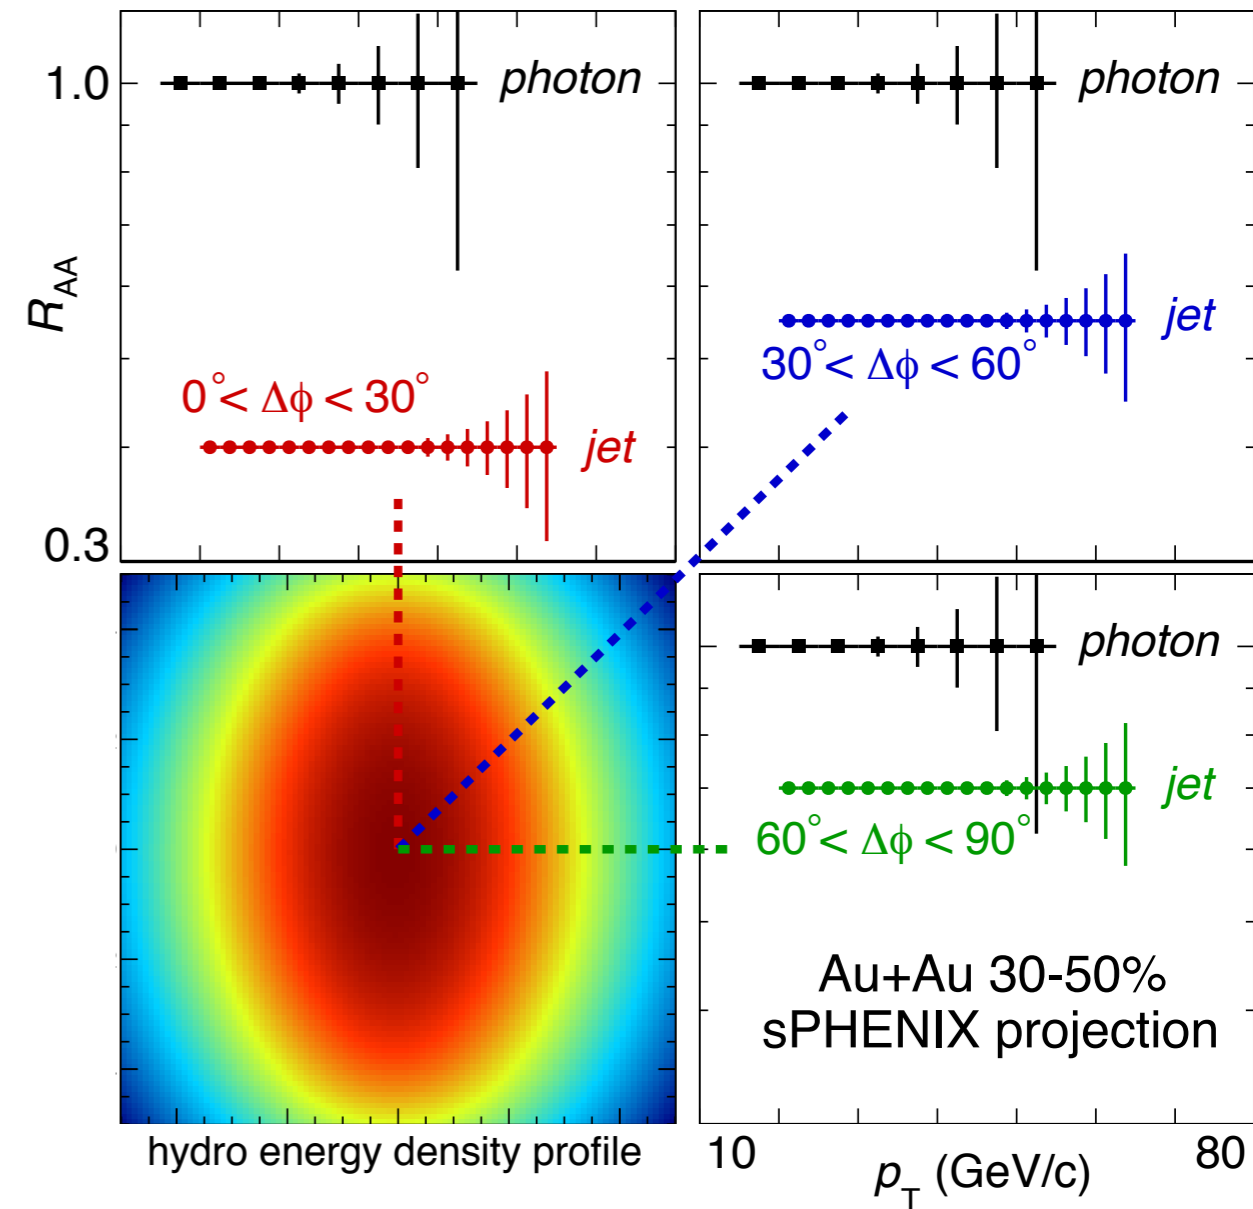 1.0
photon
photon
R_AA
jet
30°< Δϕ < 60°
0°< Δϕ < 30°
jet
0.3
photon
jet
60°< Δϕ < 90°
Au+Au 30-50%
sPHENIX projection
hydro energy density profile
10
80
p_T (GeV/c)